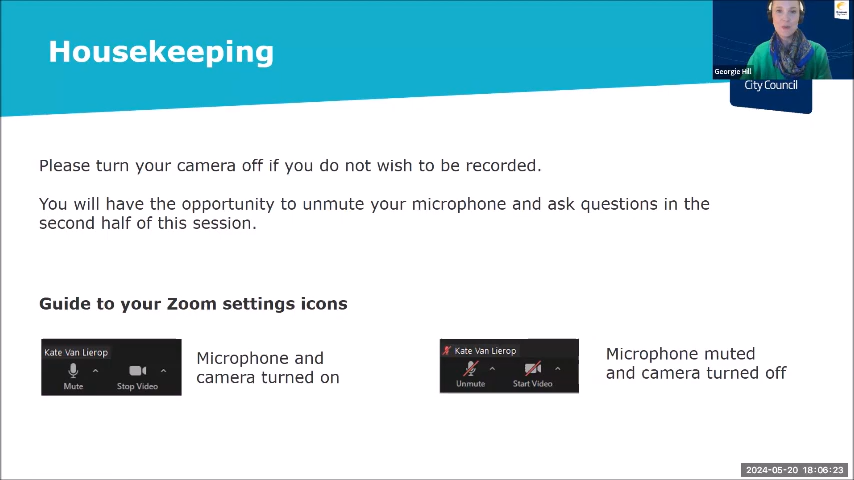 Housekeeping
Georgie Hill
City Council
Please turn your camera off if you do not wish to be recorded.
You will have the opportunity to unmute your microphone and ask questions in the
second half of this session.
Guide to your Zoom settings icons
Kate Van Lierop
Mute
Stop Video
Microphone and
camera turned on
Kate Van Lierop
Unmute
Start Video
Microphone muted
and camera turned off
2024-05-20 18:06:23